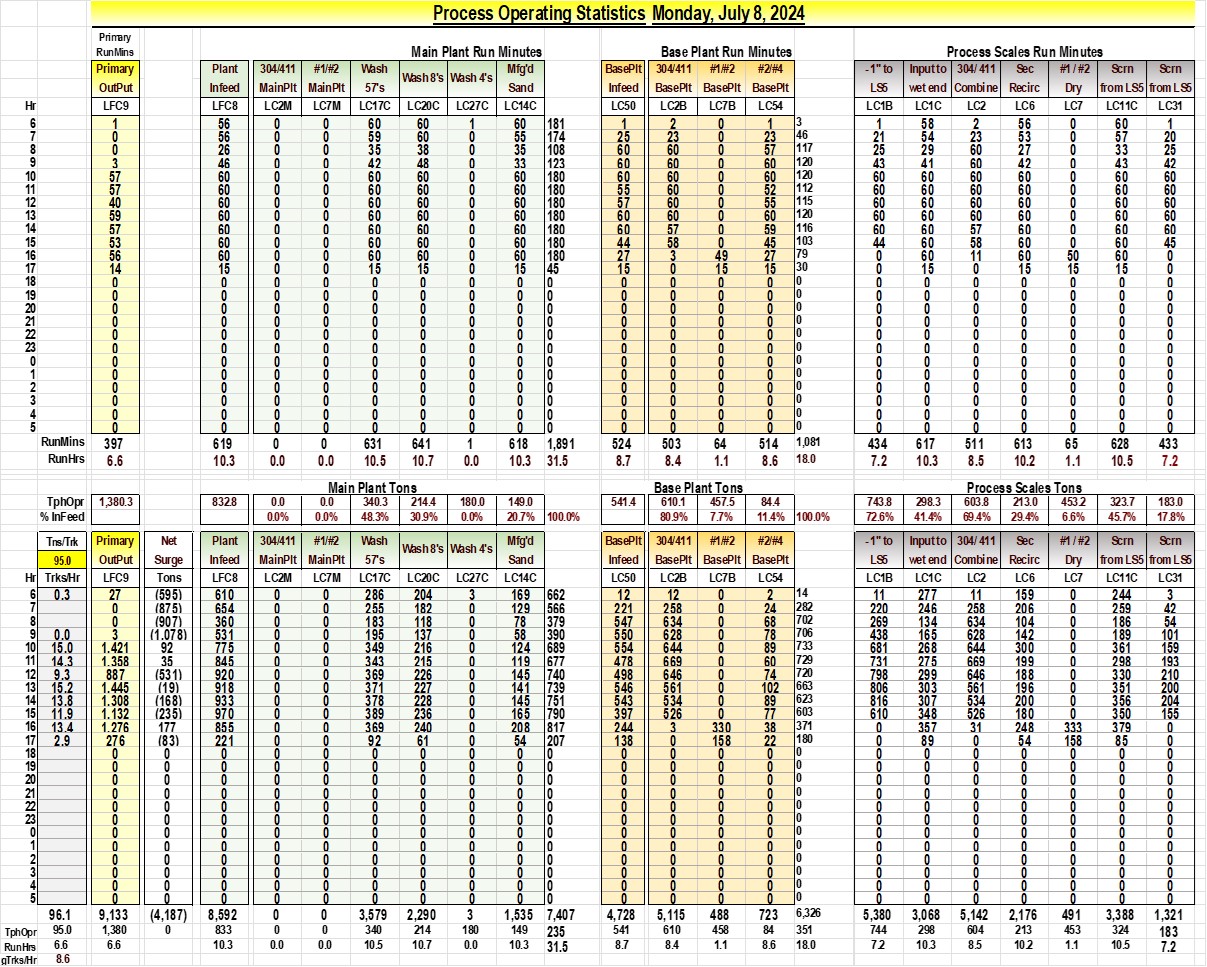 Process Operating Statistics Monday, July 8, 2024
Primary
RunMins Main Plant Run Minutes Base Plant Run Minutes Process Scales Run Minutes
Primary Plant 304/411 #1/#2 Wash Wash 8's Wash 4's Mfg'd BasePlt 304/411 #1/#2 #2/#4 -1" to Input to 304/ 411 Sec #1 / #2 Scrn Scrn
OutPut Infeed MainPlt MainPlt 57's Sand Infeed BasePlt BasePlt BasePlt LS5 wet end Combine Recirc Dry from LS5 from LS5
Hr LFC9 LFC8 LC2M LC7M LC17C LC20C LC27C LC14C LC50 LC2B LC7B LC54 LC1B LC1C LC2 LC6 LC7 LC11C LC31
6 1 56 0 0 60 60 1 60 181 1 2 0 1 3 1 58 2 56 0 60 1
7 0 56 0 0 59 60 0 55 174 25 23 0 23 46 21 54 23 53 0 57 20
8 0 26 0 0 35 38 0 35 108 60 60 0 57 117 25 29 60 27 0 33 25
9 3 46 0 0 42 48 0 33 123 60 60 0 60 120 43 41 60 42 0 43 42
10 57 60 0 0 60 60 0 60 180 60 60 0 60 120 60 60 60 60 0 60 60
11 57 60 0 0 60 60 0 60 180 55 60 0 52 112 60 60 60 60 0 60 60
12 40 60 0 0 60 60 0 60 180 57 60 0 55 115 60 60 60 60 0 60 60
13 59 60 0 0 60 60 0 60 180 60 60 0 60 120 60 60 60 60 0 60 60
14 57 60 0 0 60 60 0 60 180 60 57 0 59 116 60 60 57 60 0 60 60
15 53 60 0 0 60 60 0 60 180 44 58 0 45 103 44 60 58 60 0 60 45
16 56 60 0 0 60 60 0 60 180 27 3 49 27 79 0 60 11 60 50 60 0
17 14 15 0 0 15 15 0 15 45 15 0 15 15 30 0 15 0 15 15 15 0
18 0 0 0 0 0 0 0 0 0 0 0 0 0 0 0 0 0 0 0 0 0
19 0 0 0 0 0 0 0 0 0 0 0 0 0 0 0 0 0 0 0 0 0
20 0 0 0 0 0 0 0 0 0 0 0 0 0 0 0 0 0 0 0 0 0
21 0 0 0 0 0 0 0 0 0 0 0 0 0 0 0 0 0 0 0 0 0
22 0 0 0 0 0 0 0 0 0 0 0 0 0 0 0 0 0 0 0 0 0
23 0 0 0 0 0 0 0 0 0 0 0 0 0 0 0 0 0 0 0 0 0
0 0 0 0 0 0 0 0 0 0 0 0 0 0 0 0 0 0 0 0 0 0
1 0 0 0 0 0 0 0 0 0 0 0 0 0 0 0 0 0 0 0 0 0
2 0 0 0 0 0 0 0 0 0 0 0 0 0 0 0 0 0 0 0 0 0
3 0 0 0 0 0 0 0 0 0 0 0 0 0 0 0 0 0 0 0 0 0
4 0 0 0 0 0 0 0 0 0 0 0 0 0 0 0 0 0 0 0 0 0
5 0 0 0 0 0 0 0 0 0 0 0 0 0 0 0 0 0 0 0 0 0
RunMins 397 619 0 0 631 641 1 618 1,891 524 503 64 514 1,081 434 617 511 613 65 628 433
RunHrs 6.6 10.3 0.0 0.0 10.5 10.7 0.0 10.3 31.5 8.7 8.4 1.1 8.6 18.0 7.2 10.3 8.5 10.2 1.1 10.5 7.2
Main Plant Tons Base Plant Tons Process Scales Tons
TphOpr 1,380.3 832.8 0.0 0.0 340.3 214.4 180.0 149.0 541.4 610.1 457.5 84.4 743.8 298.3 603.8 213.0 453.2 323.7 183.0
% InFeed 0.0% 0.0% 48.3% 30.9% 0.0% 20.7% 100.0% 80.9% 7.7% 11.4% 100.0% 72.6% 41.4% 69.4% 29.4% 6.6% 45.7% 17.8%
Tns/Trk Primary Net Plant 304/411 #1/#2 Wash Wash 8's Wash 4's Mfg'd BasePlt 304/411 #1/#2 #2/#4 -1" to Input to 304/ 411 Sec #1 / #2 Scrn Scrn
95.0 OutPut Surge Infeed MainPlt MainPlt 57's Sand Infeed BasePlt BasePlt BasePlt LS5 wet end Combine Recirc Dry from LS5 from LS5
Hr Trks/Hr LFC9 Tons LFC8 LC2M LC7M LC17C LC20C LC27C LC14C LC50 LC2B LC7B LC54 LC1B LC1C LC2 LC6 LC7 LC11C LC31
6 0.3 27 (595) 610 0 0 286 204 3 169 662 12 12 0 2 14 11 277 11 159 0 244 3
7 0 (875) 654 0 0 255 182 0 129 566 221 258 0 24 282 220 246 258 206 0 259 42
8 0 (907) 360 0 0 183 118 0 78 379 547 634 0 68 702 269 134 634 104 0 186 54
9 0.0 3 (1,078) 531 0 0 195 137 0 58 390 550 628 0 78 706 438 165 628 142 0 189 101
10 15.0 1,421 92 775 0 0 349 216 0 124 689 554 644 0 89 733 681 268 644 300 0 361 159
11 14.3 1,358 35 845 0 0 343 215 0 119 677 478 669 0 60 729 731 275 669 199 0 298 193
12 9.3 887 (531) 920 0 0 369 226 0 145 740 498 646 0 74 720 798 299 646 188 0 330 210
13 15.2 1,445 (19) 918 0 0 371 227 0 141 739 546 561 0 102 663 806 303 561 196 0 351 200
14 13.8 1,308 (168) 933 0 0 378 228 0 145 751 543 534 0 89 623 816 307 534 200 0 356 204
15 11.9 1,132 (235) 970 0 0 389 236 0 165 790 397 526 0 77 603 610 348 526 180 0 350 155
16 13.4 1,276 177 855 0 0 369 240 0 208 817 244 3 330 38 371 0 357 31 248 333 379 0
17 2.9 276 (83) 221 0 0 92 61 0 54 207 138 0 158 22 180 0 89 0 54 158 85 0
18 0 0 0 0 0 0 0 0 0 0 0 0 0 0 0 0 0 0 0 0 0 0
19 0 0 0 0 0 0 0 0 0 0 0 0 0 0 0 0 0 0 0 0 0 0
20 0 0 0 0 0 0 0 0 0 0 0 0 0 0 0 0 0 0 0 0 0 0
21 0 0 0 0 0 0 0 0 0 0 0 0 0 0 0 0 0 0 0 0 0 0
22 0 0 0 0 0 0 0 0 0 0 0 0 0 0 0 0 0 0 0 0 0 0
23 0 0 0 0 0 0 0 0 0 0 0 0 0 0 0 0 0 0 0 0 0 0
0 0 0 0 0 0 0 0 0 0 0 0 0 0 0 0 0 0 0 0 0 0 0
1 0 0 0 0 0 0 0 0 0 0 0 0 0 0 0 0 0 0 0 0 0 0
2 0 0 0 0 0 0 0 0 0 0 0 0 0 0 0 0 0 0 0 0 0 0
3 0 0 0 0 0 0 0 0 0 0 0 0 0 0 0 0 0 0 0 0 0 0
4 0 0 0 0 0 0 0 0 0 0 0 0 0 0 0 0 0 0 0 0 0 0
5 0 0 0 0 0 0 0 0 0 0 0 0 0 0 0 0 0 0 0 0 0 0
96.1 9,133 (4,187) 8,592 0 0 3,579 2,290 3 1,535 7,407 4,728 5,115 488 723 6,326 5,380 3,068 5,142 2,176 491 3,388 1,321
TphOpr 95.0 1,380 0 833 0 0 340 214 180 149 235 541 610 458 84 351 744 298 604 213 453 324 183
RunHrs 6.6 6.6 10.3 0.0 0.0 10.5 10.7 0.0 10.3 31.5 8.7 8.4 1.1 8.6 18.0 7.2 10.3 8.5 10.2 1.1 10.5 7.2
gTrks/Hr 8.6